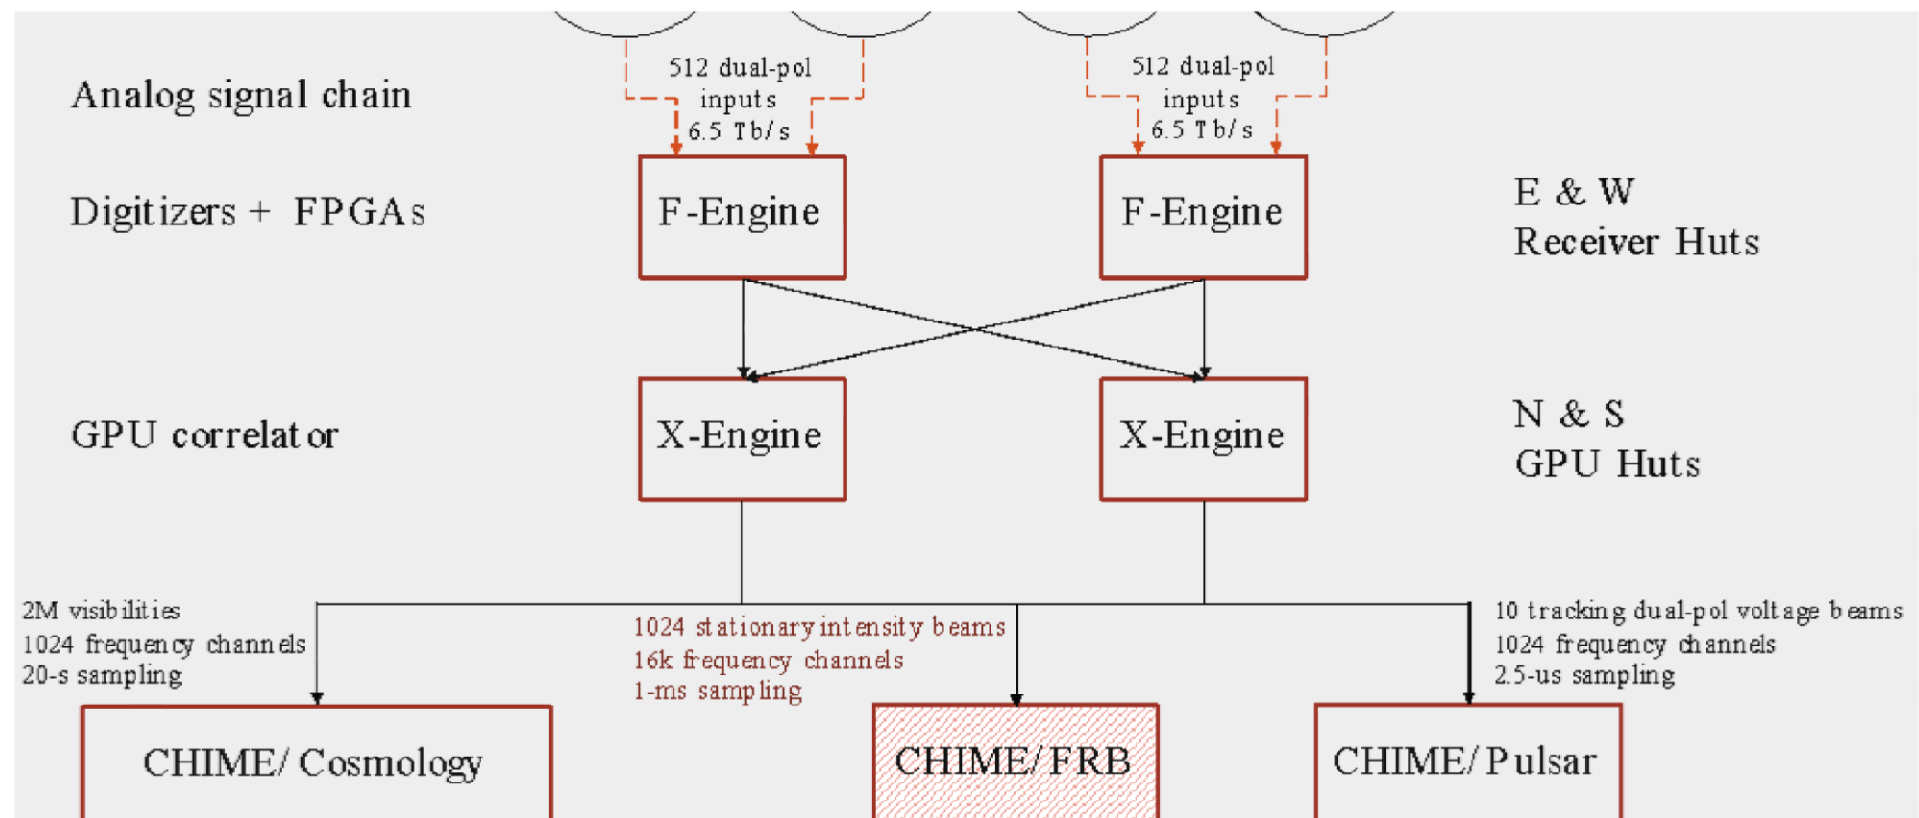 Analog signal chain
512 dual-pol
inputs
6.5 Tb/s
512 dual-pol
inputs
6.5 Tb/s
Digitizers + FPGAs
F-Engine
F-Engine
E & W
Receiver Huts
GPU correlator
X-Engine
X-Engine
N & S
GPU Huts
2M visibilities
1024 frequency channels
20-s sampling
1024 stationary intensity beams
16k frequency channels
1-ms sampling
10 tracking dual-pol voltage beams
1024 frequency channels
2.5-us sampling
CHIME/Cosmology
CHIME/FRB
CHIME/Pulsar